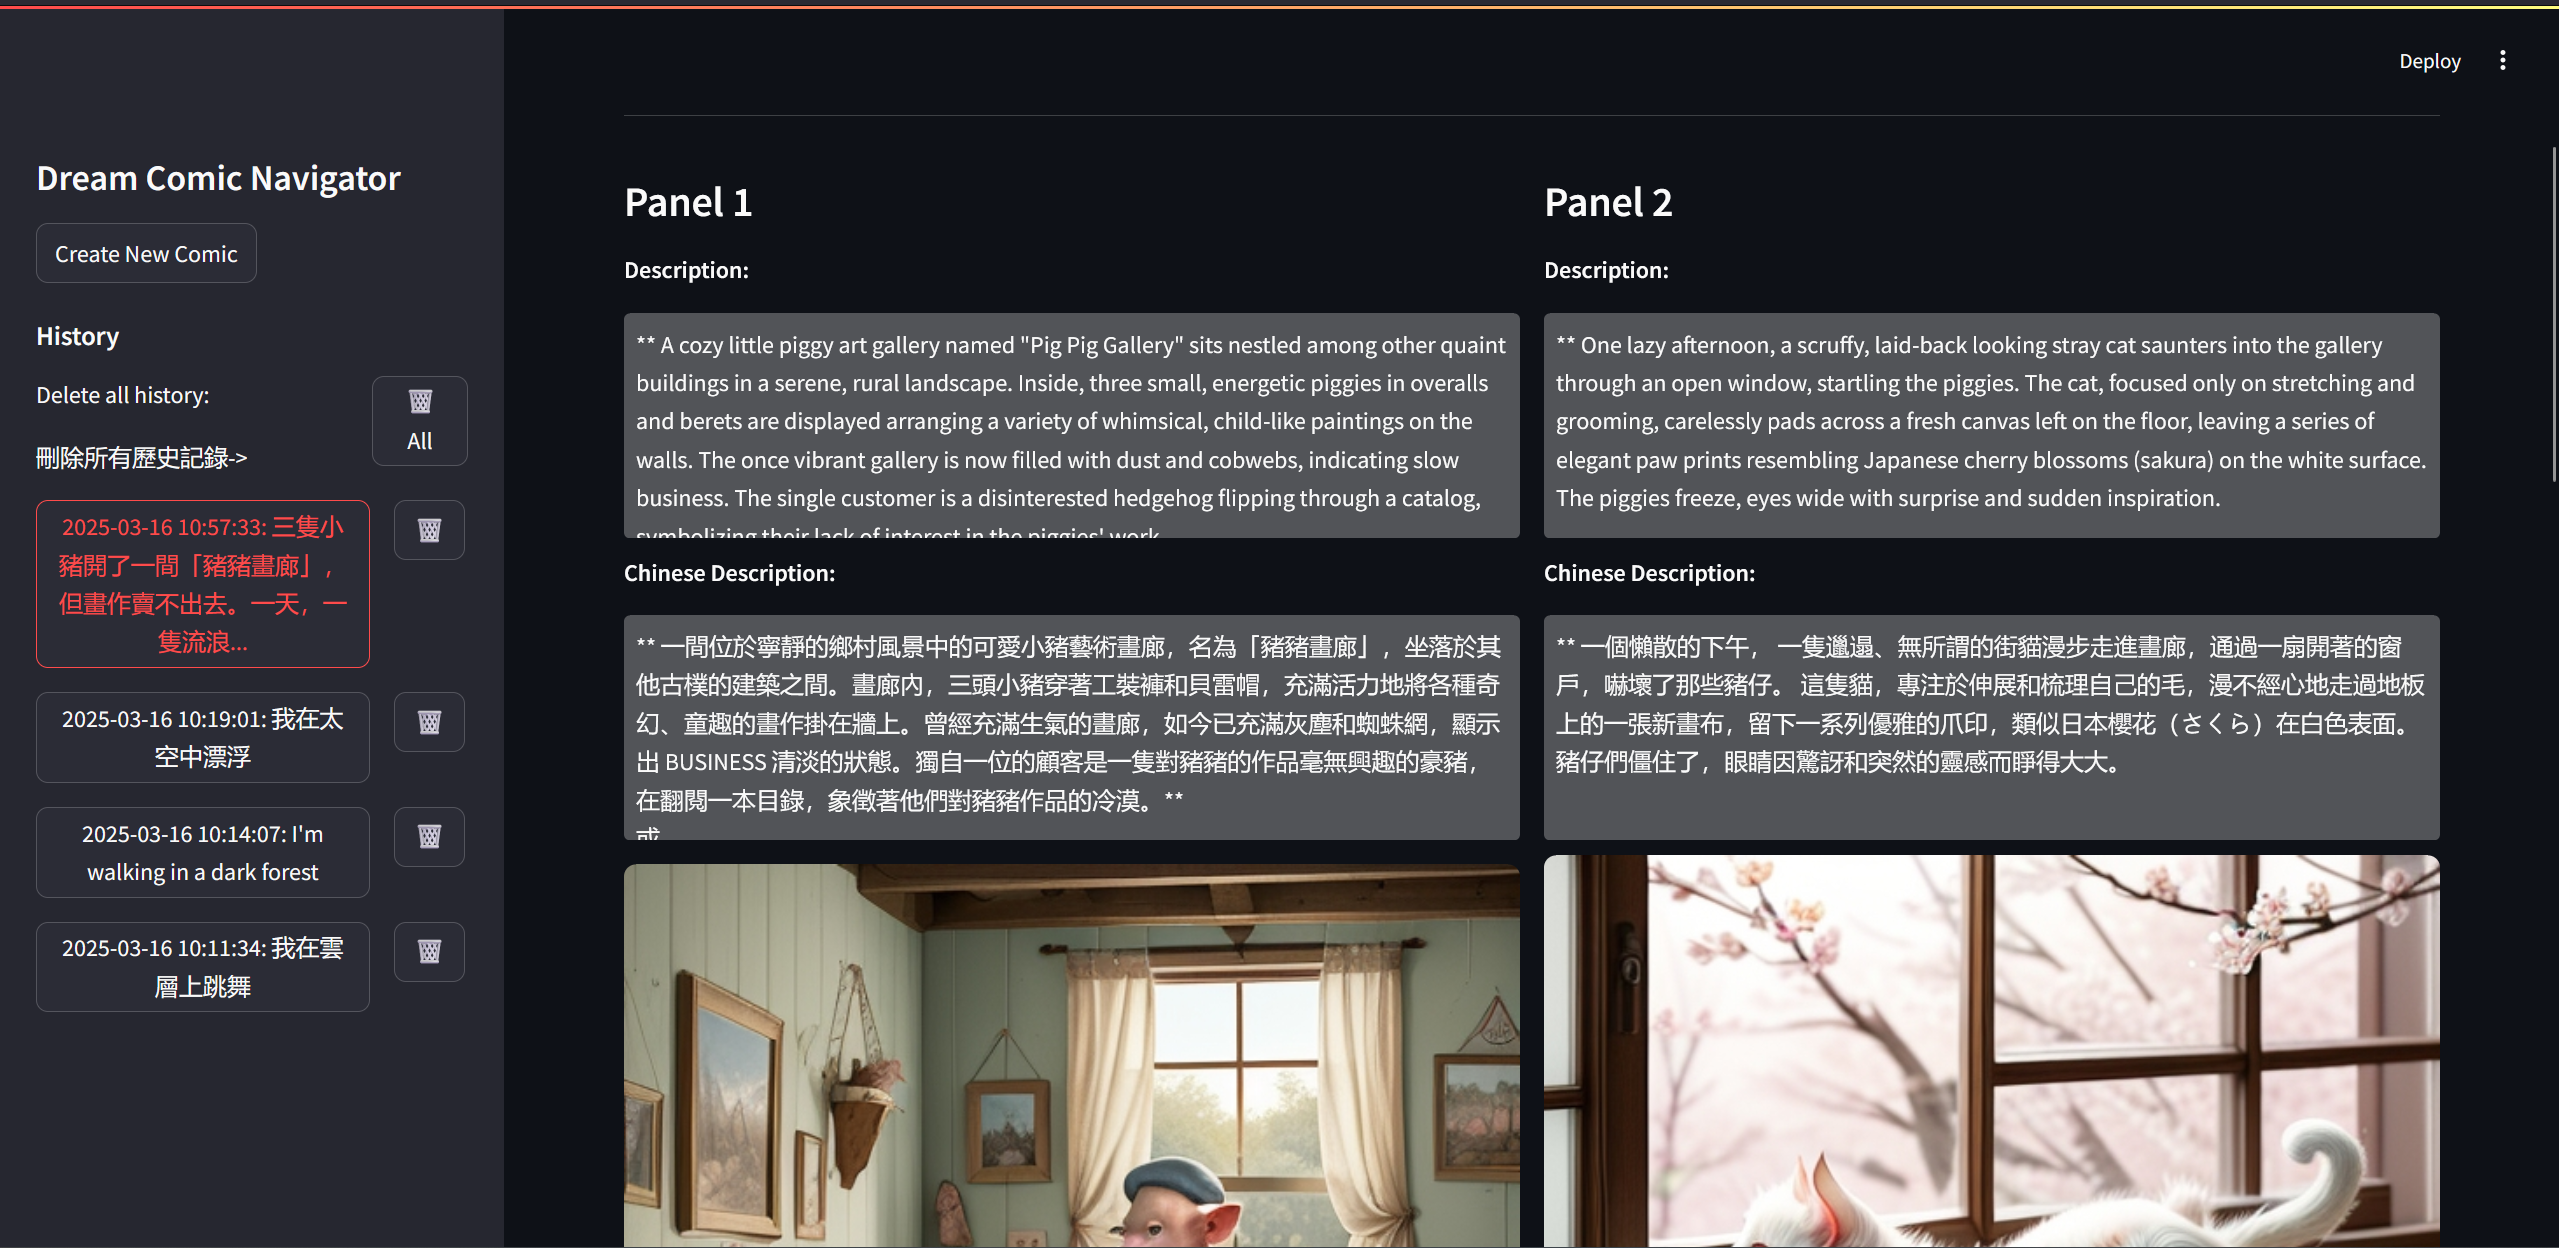 Deploy
Dream Comic Navigator
Create New Comic
History
Delete all history:
刪除所有歷史記錄->
All
2025-03-16 10:57:33: 三隻小
豬開了一間「豬豬畫廊」，
但畫作賣不出去。一天，一
隻流浪...
2025-03-16 10:19:01: 我在太
空中漂浮
2025-03-16 10:14:07: I'm
walking in a dark forest
2025-03-16 10:11:34: 我在雲
層上跳舞
Panel 1
Description:
** A cozy little piggy art gallery named "Pig Pig Gallery" sits nestled among other quaint
buildings in a serene, rural landscape. Inside, three small, energetic piggies in overalls
and berets are displayed arranging a variety of whimsical, child-like paintings on the
walls. The once vibrant gallery is now filled with dust and cobwebs, indicating slow
business. The single customer is a disinterested hedgehog flipping through a catalog,
symbolizing their lack of interest in the piggies' work.
Chinese Description:
** 一間位於寧靜的鄉村風景中的可愛小豬藝術畫廊，名為「豬豬畫廊」，坐落於其
他古樸的建築之間。畫廊內，三頭小豬穿著工裝褲和貝雷帽，充滿活力地將各種奇
幻、童趣的畫作掛在牆上。曾經充滿生氣的畫廊，如今已充滿灰塵和蜘蛛網，顯示
出 BUSINESS 清淡的狀態。獨自一位的顧客是一隻對豬豬的作品毫無興趣的豪豬，
在翻閱一本目錄，象徵著他們對豬豬作品的冷漠。**
或
Panel 2
Description:
** One lazy afternoon, a scruffy, laid-back looking stray cat saunters into the gallery
through an open window, startling the piggies. The cat, focused only on stretching and
grooming, carelessly pads across a fresh canvas left on the floor, leaving a series of
elegant paw prints resembling Japanese cherry blossoms (sakura) on the white surface.
The piggies freeze, eyes wide with surprise and sudden inspiration.
Chinese Description:
** 一個懶散的下午， 一隻邋遢、無所謂的街貓漫步走進畫廊，通過一扇開著的窗
戶，嚇壞了那些豬仔。 這隻貓，專注於伸展和梳理自己的毛，漫不經心地走過地板
上的一張新畫布，留下一系列優雅的爪印，類似日本櫻花（さくら）在白色表面。
豬仔們僵住了，眼睛因驚訝和突然的靈感而睜得大大。